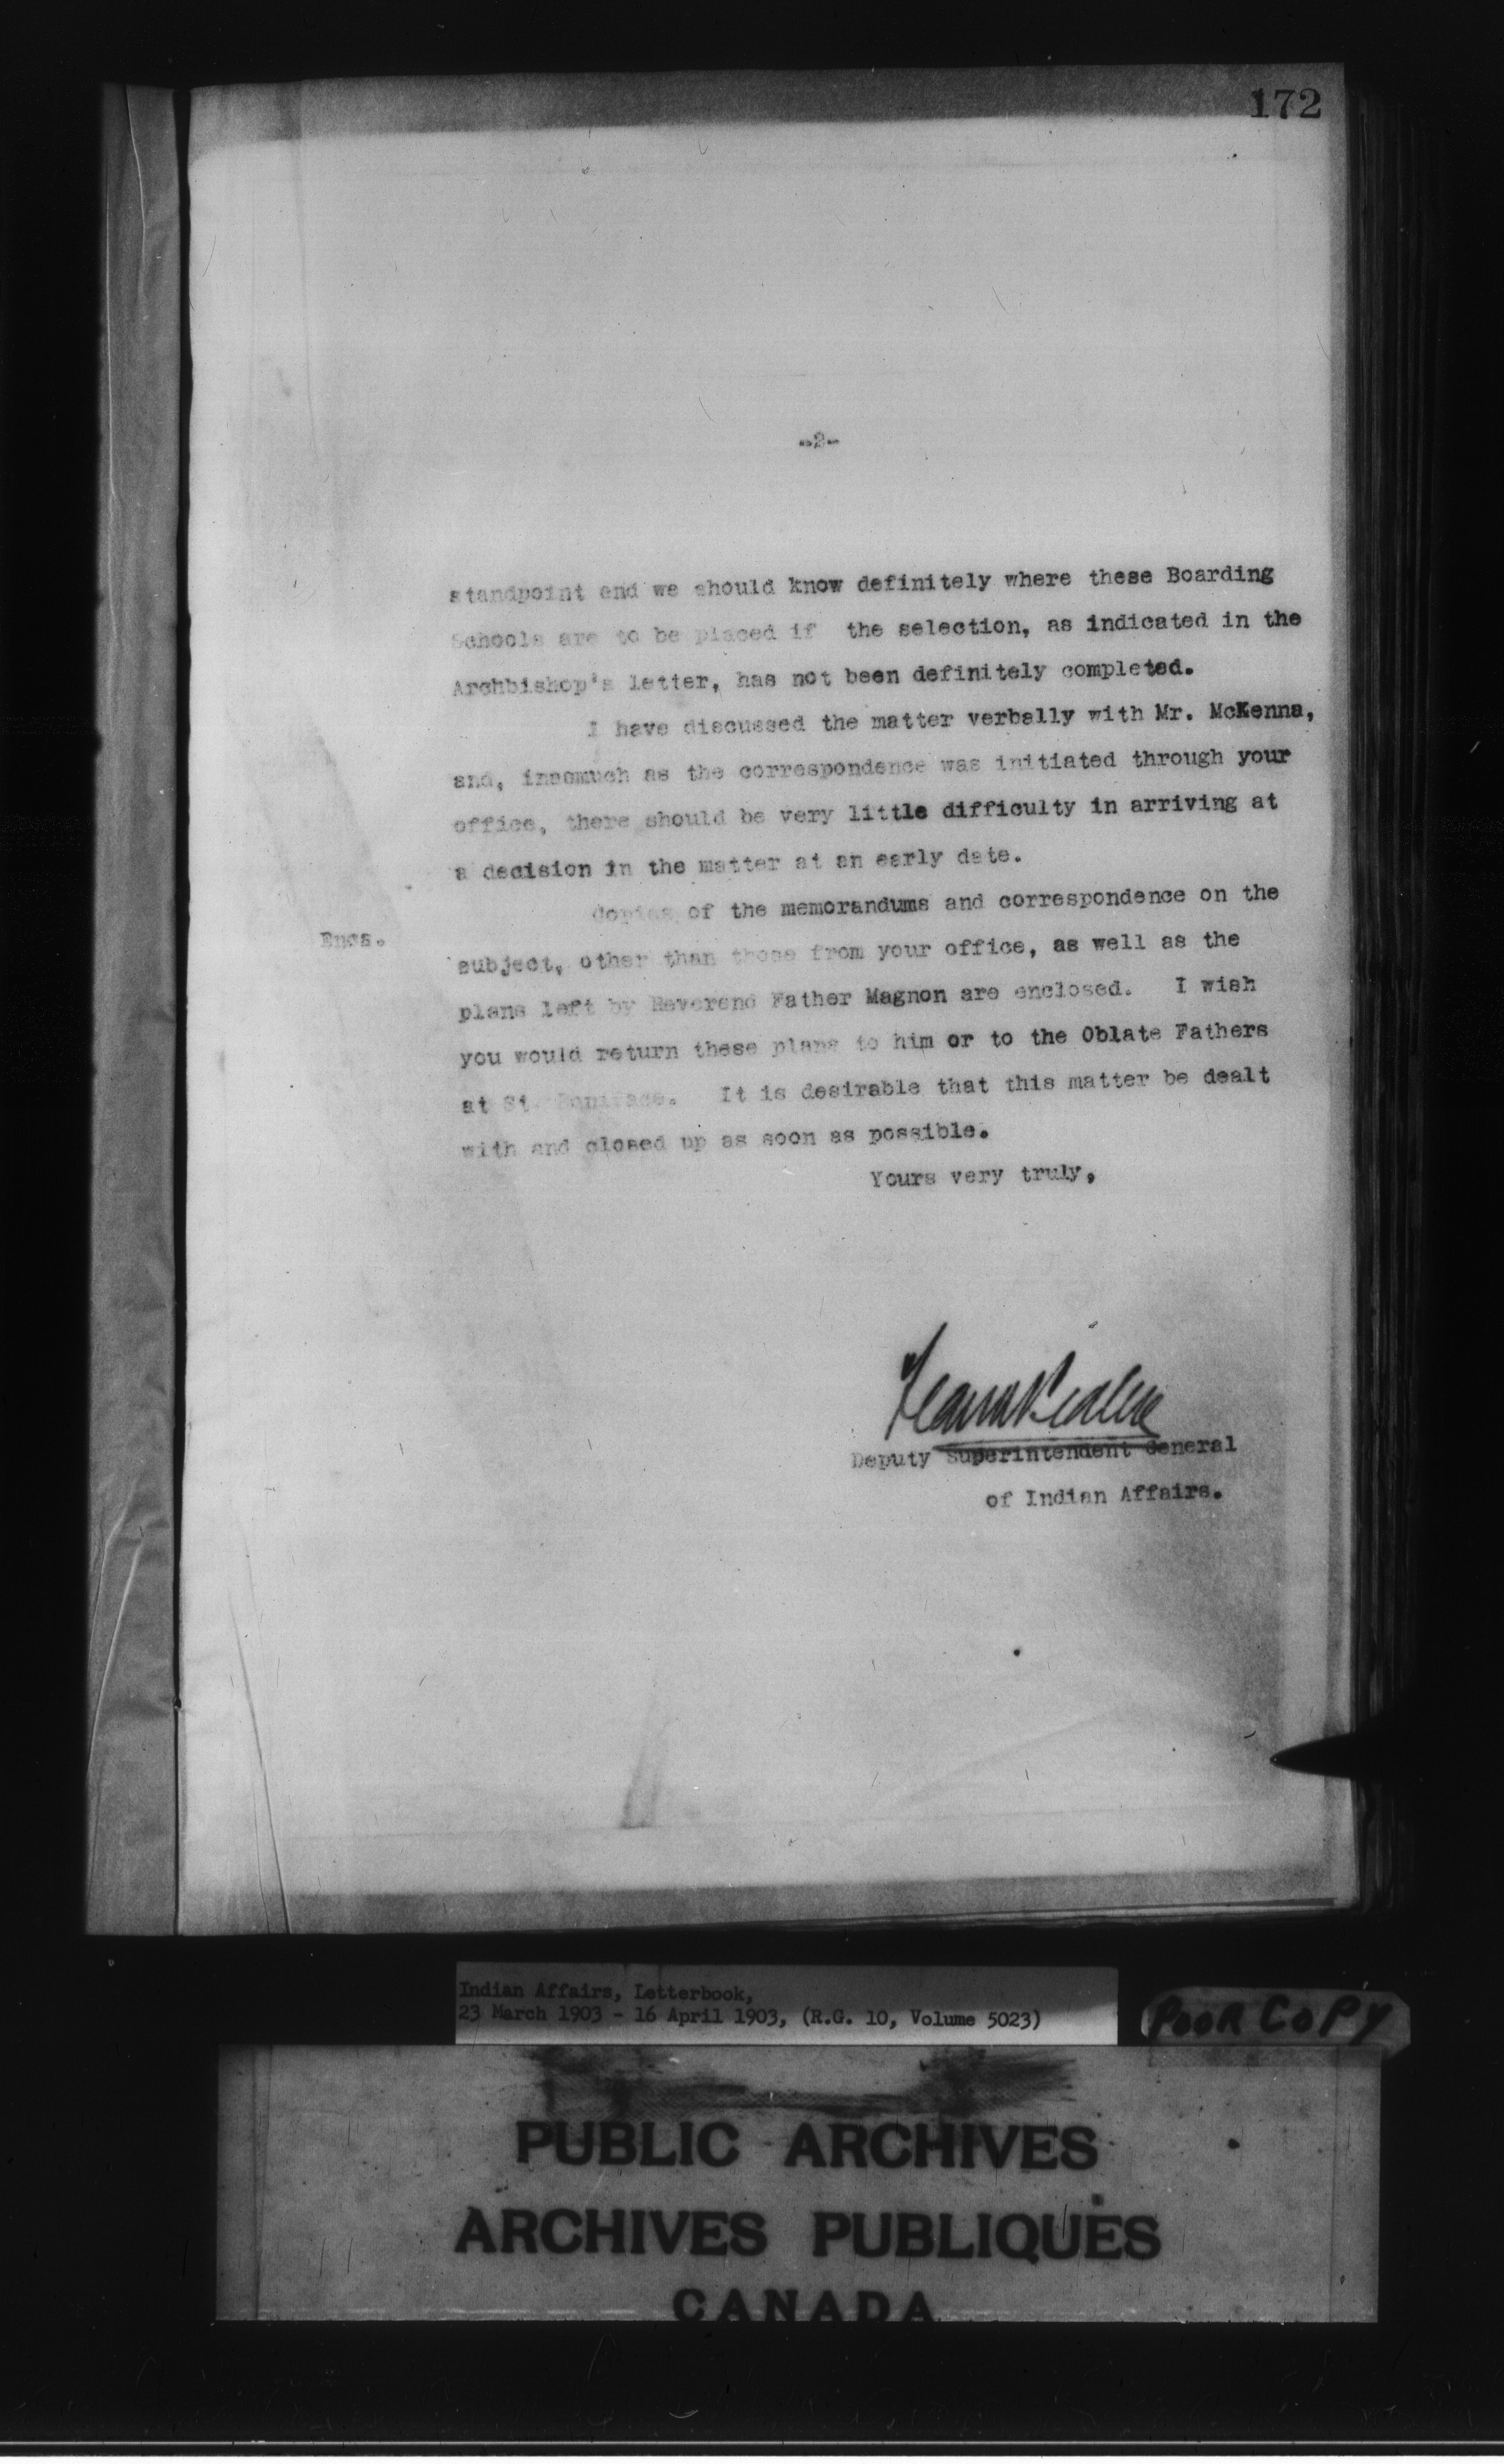 172
-2-
standpoint and we should know definitely where these Boarding
Schools are to be placed if the selection, as indicated in the
Archbishop's letter, has not been definitely completed.
I have discussed the matter verbally with Mr. McKenna,
and, insomuch as the correspondence was initiated through your
office, there should be very little difficulty in arriving at
a decision in the matter at an early date.
Copies of the memorandums and correspondence on the
Encs.
subject, other than those from your office, as well as the
plans left by Reverend Father Magnon are enclosed. I wish
you would return these plans to him or to the Oblate Fathers
at St. Boniface. It is desirable that this matter be dealt
with and closed up as soon as possible.
Yours very truly,
Deputy Superintendent General
of Indian Affairs.
Indian Affairs, Letterbook,
23 March 1903 - 16 April 1903, (R.G. 10, Volume 5023)
POOR COPY
PUBLIC ARCHIVES
ARCHIVES PUBLIQUES
CANADA